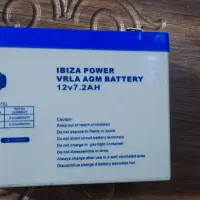 IBIZA POWER
VRLA AGM BATTERY
12v7.2AH
CAUTION:
Keep out of reach of children
Do not expose to flame or spark
Do not short circuit battery terminals
Do not charge in gas tight container
Do not disassemble or drop
Always charge after use in a well ventilated area
Discontinue charge if battery becomes hot